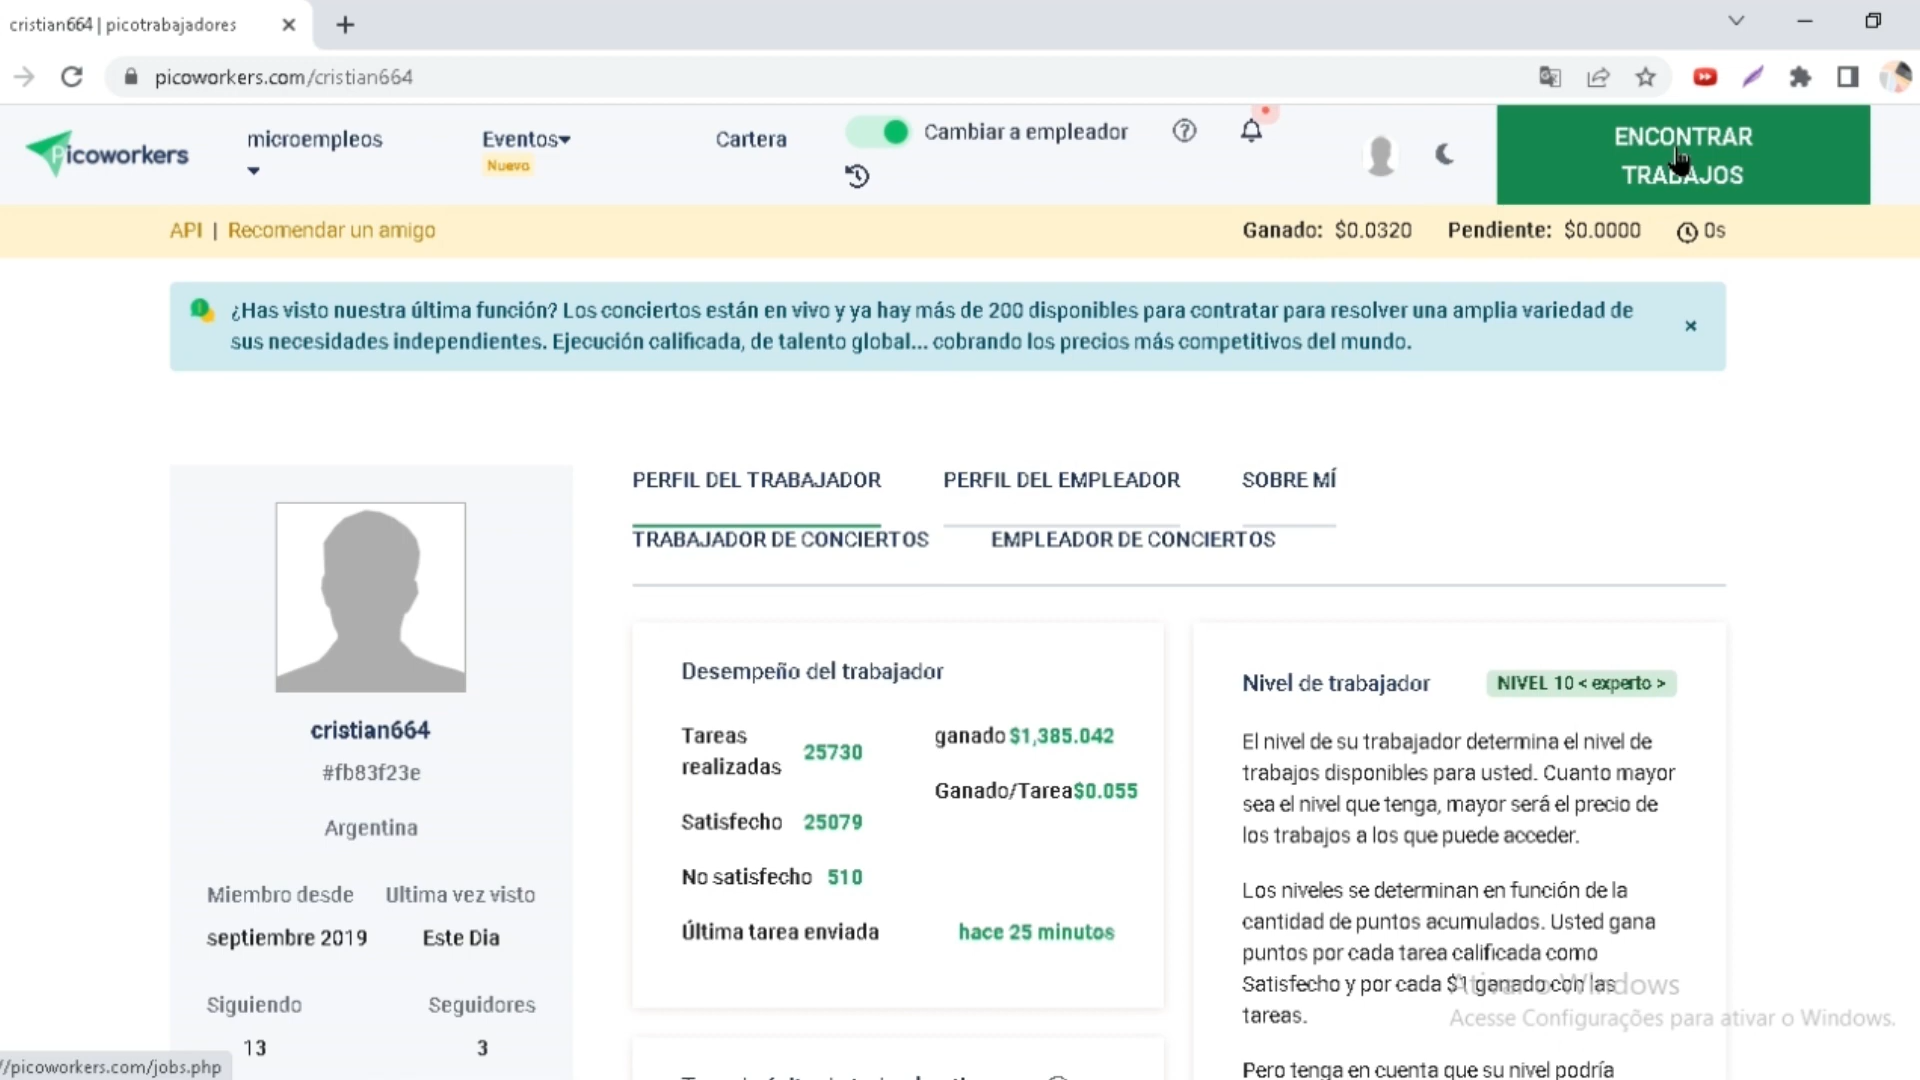 cristian664 | picotrabajadores
picoworkers.com/cristian664
Picoworkers
microempleos
Eventos
Nuevo
Cartera
Cambiar a empleador
ENCONTRAR
TRABAJOS
API | Recomendar un amigo
Ganado: $0.0320 Pendiente: $0.0000 0s
¿Has visto nuestra última función? Los conciertos están en vivo y ya hay más de 200 disponibles para contratar para resolver una amplia variedad de
sus necesidades independientes. Ejecución calificada, de talento global... cobrando los precios más competitivos del mundo.
PERFIL DEL TRABAJADOR PERFIL DEL EMPLEADOR SOBRE MÍ
TRABAJADOR DE CONCIERTOS EMPLEADOR DE CONCIERTOS
cristian664
#fb83f23e
Argentina
Miembro desde Ultima vez visto
septiembre 2019 Este Dia
Siguiendo Seguidores
13 3
Desempeño del trabajador
Tareas
realizadas 25730
ganado $1,385.042
Ganado/Tarea$0.055
Satisfecho 25079
No satisfecho 510
Última tarea enviada hace 25 minutos
Nivel de trabajador NIVEL 10 < experto >
El nivel de su trabajador determina el nivel de
trabajos disponibles para usted. Cuanto mayor
sea el nivel que tenga, mayor será el precio de
los trabajos a los que puede acceder.
Los niveles se determinan en función de la
cantidad de puntos acumulados. Usted gana
puntos por cada tarea calificada como
Satisfecho y por cada $1 ganado con las
tareas.
Pero tenga en cuenta que su nivel podría
Ativar o Windows
Acesse Configurações para ativar o Windows.
//picoworkers.com/jobs.php